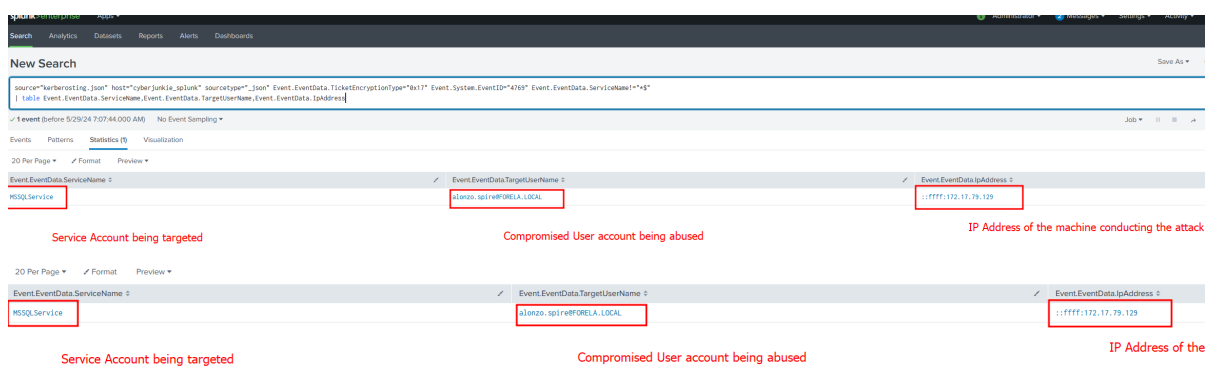 splunk>enterprise Apps ▾ Administrator ▾ 2 Messages ▾ Settings ▾ Activity ▾
Search Analytics Datasets Reports Alerts Dashboards
New Search
Save As ▾
source="kerberosting.json" host="cyberjunkie_splunk" sourcetype="_json" Event.EventData.TicketEncryptionType="0x17" Event.System.EventID="4769" Event.EventData.ServiceName!="*$"
| table Event.EventData.ServiceName,Event.EventData.TargetUserName,Event.EventData.IpAddress
✓ 1 event (before 5/29/24 7:07:44.000 AM) No Event Sampling ▾ Job ▾
Events Patterns Statistics (1) Visualization
20 Per Page ▾ Format Preview ▾
Event.EventData.ServiceName Event.EventData.TargetUserName Event.EventData.IpAddress
MSSQLService alonzo.spire@FORELA.LOCAL ::ffff:172.17.79.129
Service Account being targeted Compromised User account being abused IP Address of the machine conducting the attack
20 Per Page ▾ Format Preview ▾
Event.EventData.ServiceName Event.EventData.TargetUserName Event.EventData.IpAddress
MSSQLService alonzo.spire@FORELA.LOCAL ::ffff:172.17.79.129
Service Account being targeted Compromised User account being abused IP Address of the